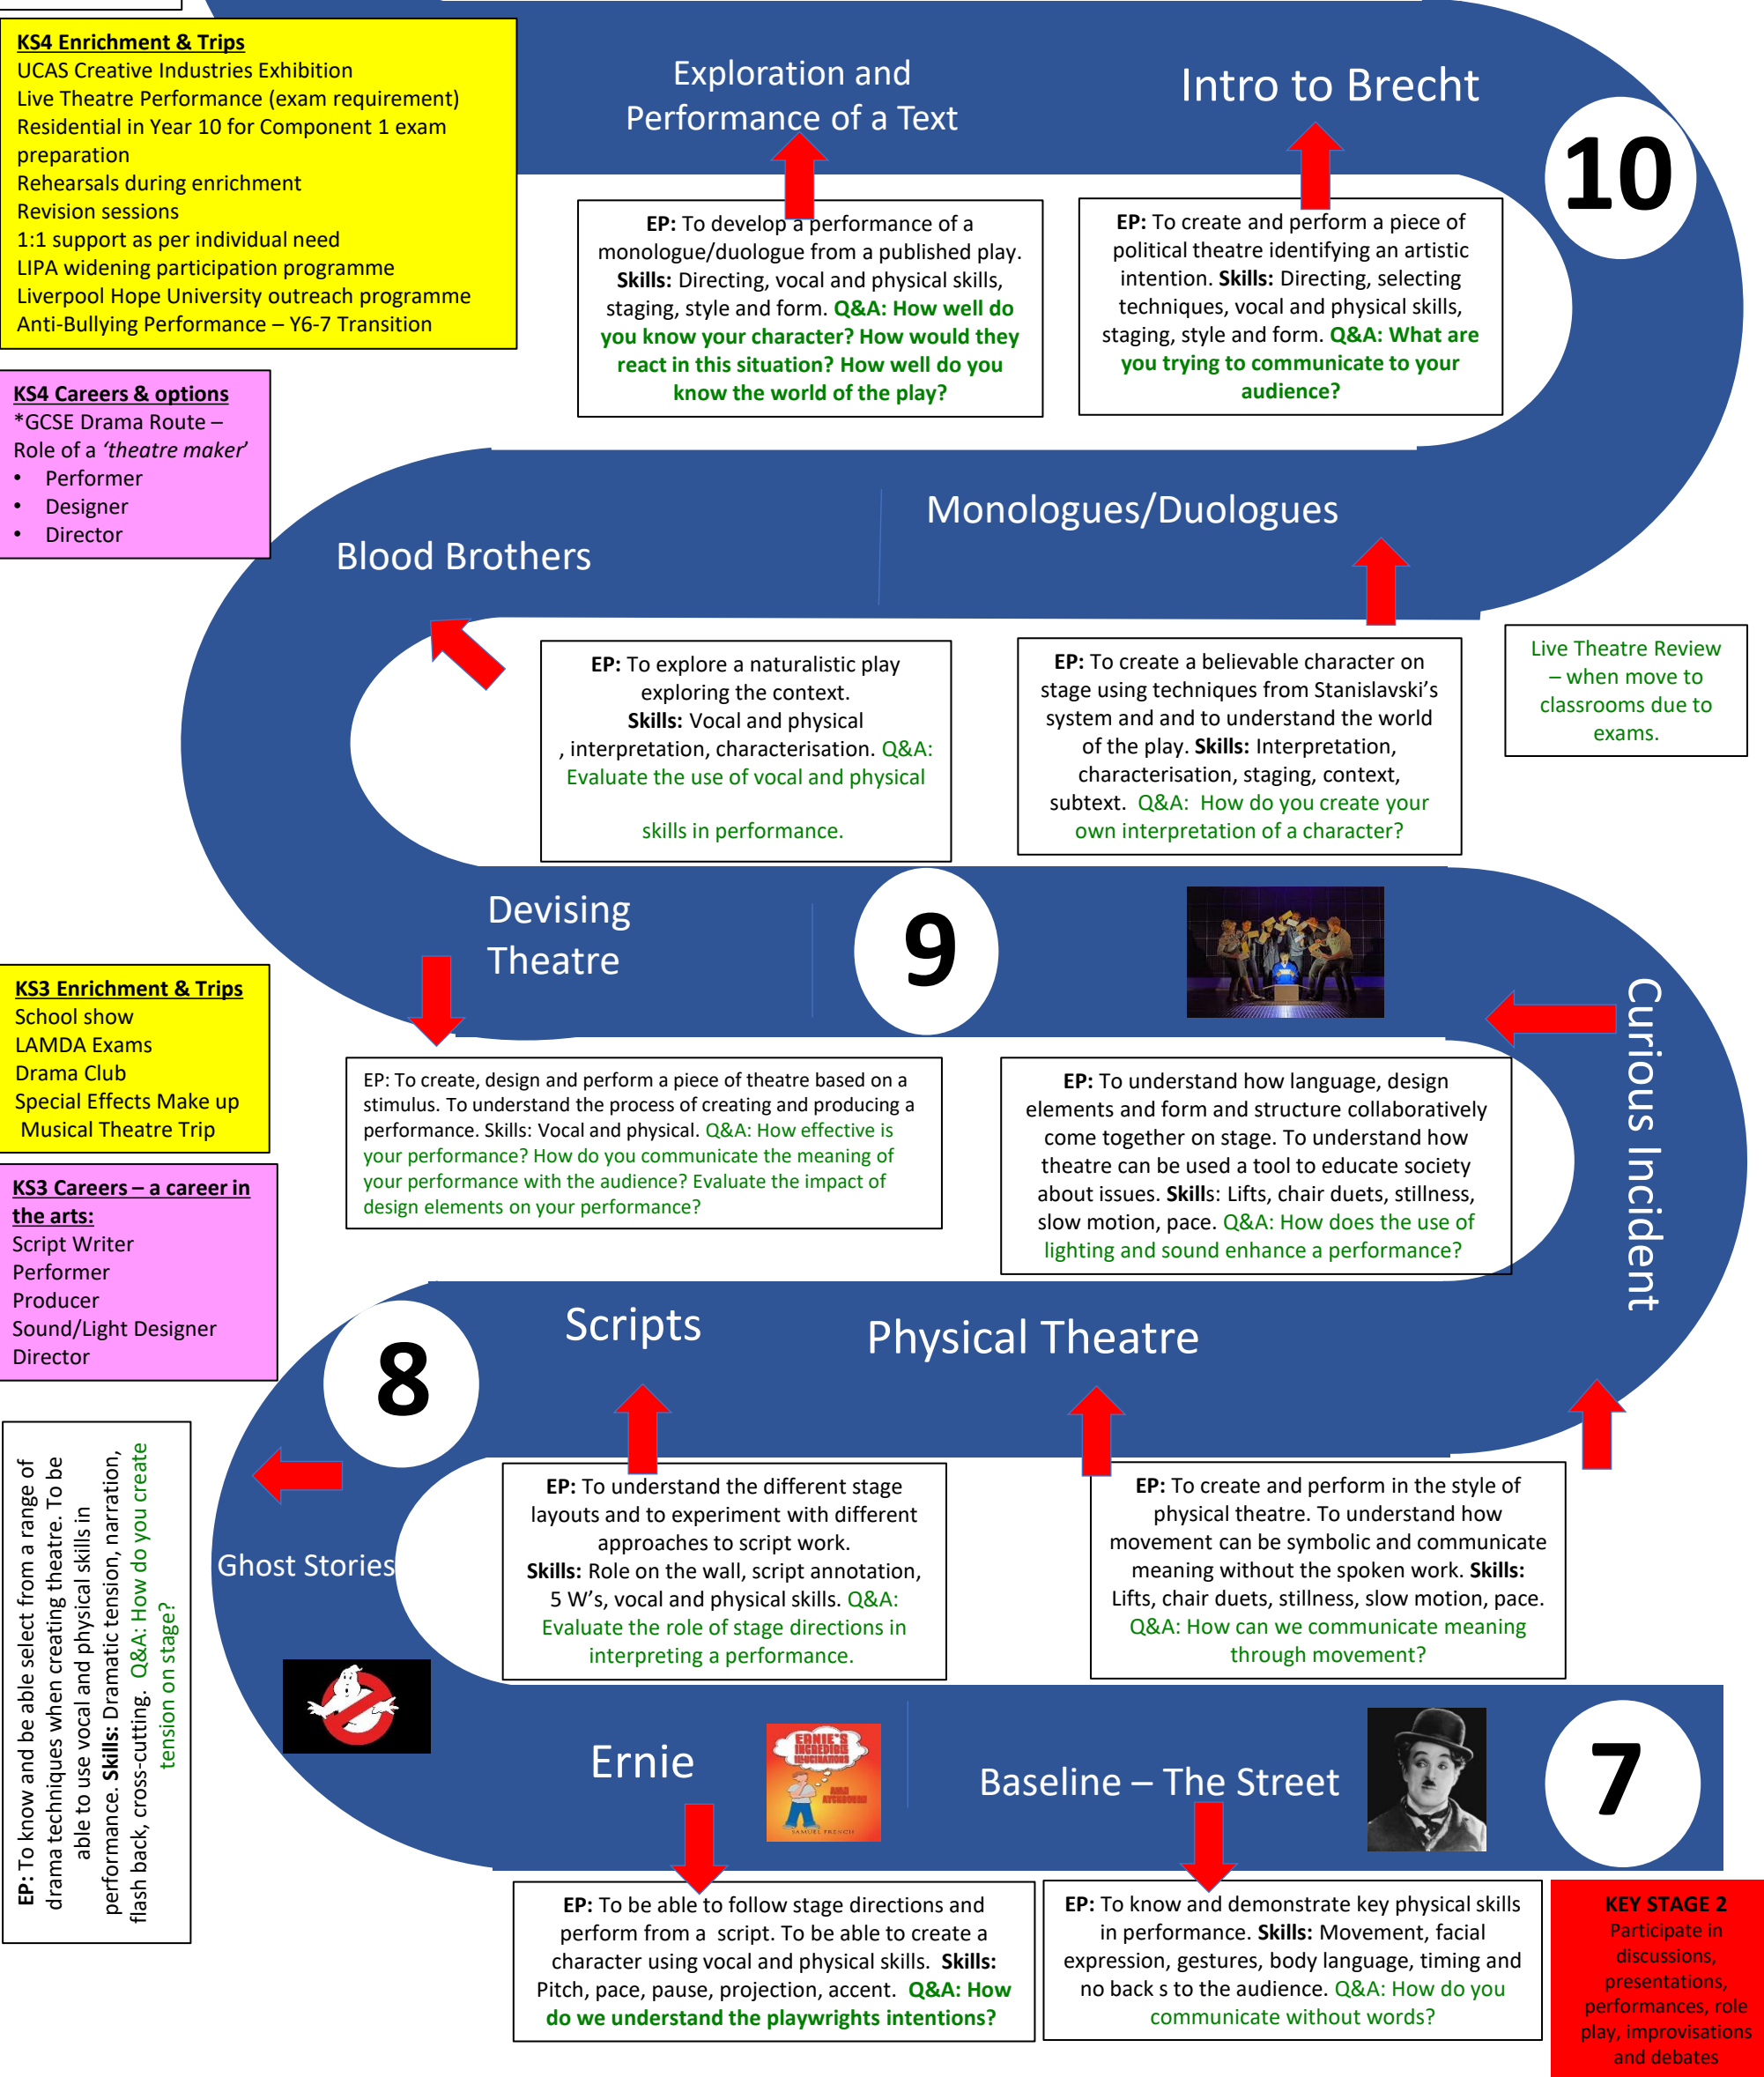 KS4 Enrichment & Trips
UCAS Creative Industries Exhibition
Live Theatre Performance (exam requirement)
Residential in Year 10 for Component 1 exam
preparation
Rehearsals during enrichment
Revision sessions
1:1 support as per individual need
LIPA widening participation programme
Liverpool Hope University outreach programme
Anti-Bullying Performance – Y6-7 Transition
Exploration and
Performance of a Text
Intro to Brecht
10
EP: To develop a performance of a
monologue/duologue from a published play.
Skills: Directing, vocal and physical skills,
staging, style and form. Q&A: How well do
you know your character? How would they
react in this situation? How well do you
know the world of the play?
EP: To create and perform a piece of
political theatre identifying an artistic
intention. Skills: Directing, selecting
techniques, vocal and physical skills,
staging, style and form. Q&A: What are
you trying to communicate to your
audience?
KS4 Careers & options
*GCSE Drama Route –
Role of a ‘theatre maker’
• Performer
• Designer
• Director
Blood Brothers
Monologues/Duologues
EP: To explore a naturalistic play
exploring the context.
Skills: Vocal and physical
, interpretation, characterisation. Q&A:
Evaluate the use of vocal and physical
skills in performance.
EP: To create a believable character on
stage using techniques from Stanislavski’s
system and and to understand the world
of the play. Skills: Interpretation,
characterisation, staging, context,
subtext. Q&A: How do you create your
own interpretation of a character?
Live Theatre Review
– when move to
classrooms due to
exams.
Devising
Theatre
9
Curious Incident
KS3 Enrichment & Trips
School show
LAMDA Exams
Drama Club
Special Effects Make up
Musical Theatre Trip
EP: To create, design and perform a piece of theatre based on a
stimulus. To understand the process of creating and producing a
performance. Skills: Vocal and physical. Q&A: How effective is
your performance? How do you communicate the meaning of
your performance with the audience? Evaluate the impact of
design elements on your performance?
EP: To understand how language, design
elements and form and structure collaboratively
come together on stage. To understand how
theatre can be used a tool to educate society
about issues. Skills: Lifts, chair duets, stillness,
slow motion, pace. Q&A: How does the use of
lighting and sound enhance a performance?
KS3 Careers – a career in
the arts:
Script Writer
Performer
Producer
Sound/Light Designer
Director
8
Scripts
Physical Theatre
EP: To know and be able select from a range of
drama techniques when creating theatre. To be
able to use vocal and physical skills in
performance. Skills: Dramatic tension, narration,
flash back, cross-cutting. Q&A: How do you create
tension on stage?
Ghost Stories
EP: To understand the different stage
layouts and to experiment with different
approaches to script work.
Skills: Role on the wall, script annotation,
5 W’s, vocal and physical skills. Q&A:
Evaluate the role of stage directions in
interpreting a performance.
EP: To create and perform in the style of
physical theatre. To understand how
movement can be symbolic and communicate
meaning without the spoken work. Skills:
Lifts, chair duets, stillness, slow motion, pace.
Q&A: How can we communicate meaning
through movement?
Ernie
ERNIE'S
INCREDIBLE
ILLUCINATIONS
ALAN
AYCKBOURN
SAMUEL FRENCH
Baseline – The Street
7
EP: To be able to follow stage directions and
perform from a script. To be able to create a
character using vocal and physical skills. Skills:
Pitch, pace, pause, projection, accent. Q&A: How
do we understand the playwrights intentions?
EP: To know and demonstrate key physical skills
in performance. Skills: Movement, facial
expression, gestures, body language, timing and
no back s to the audience. Q&A: How do you
communicate without words?
KEY STAGE 2
Participate in
discussions,
presentations,
performances, role
play, improvisations
and debates